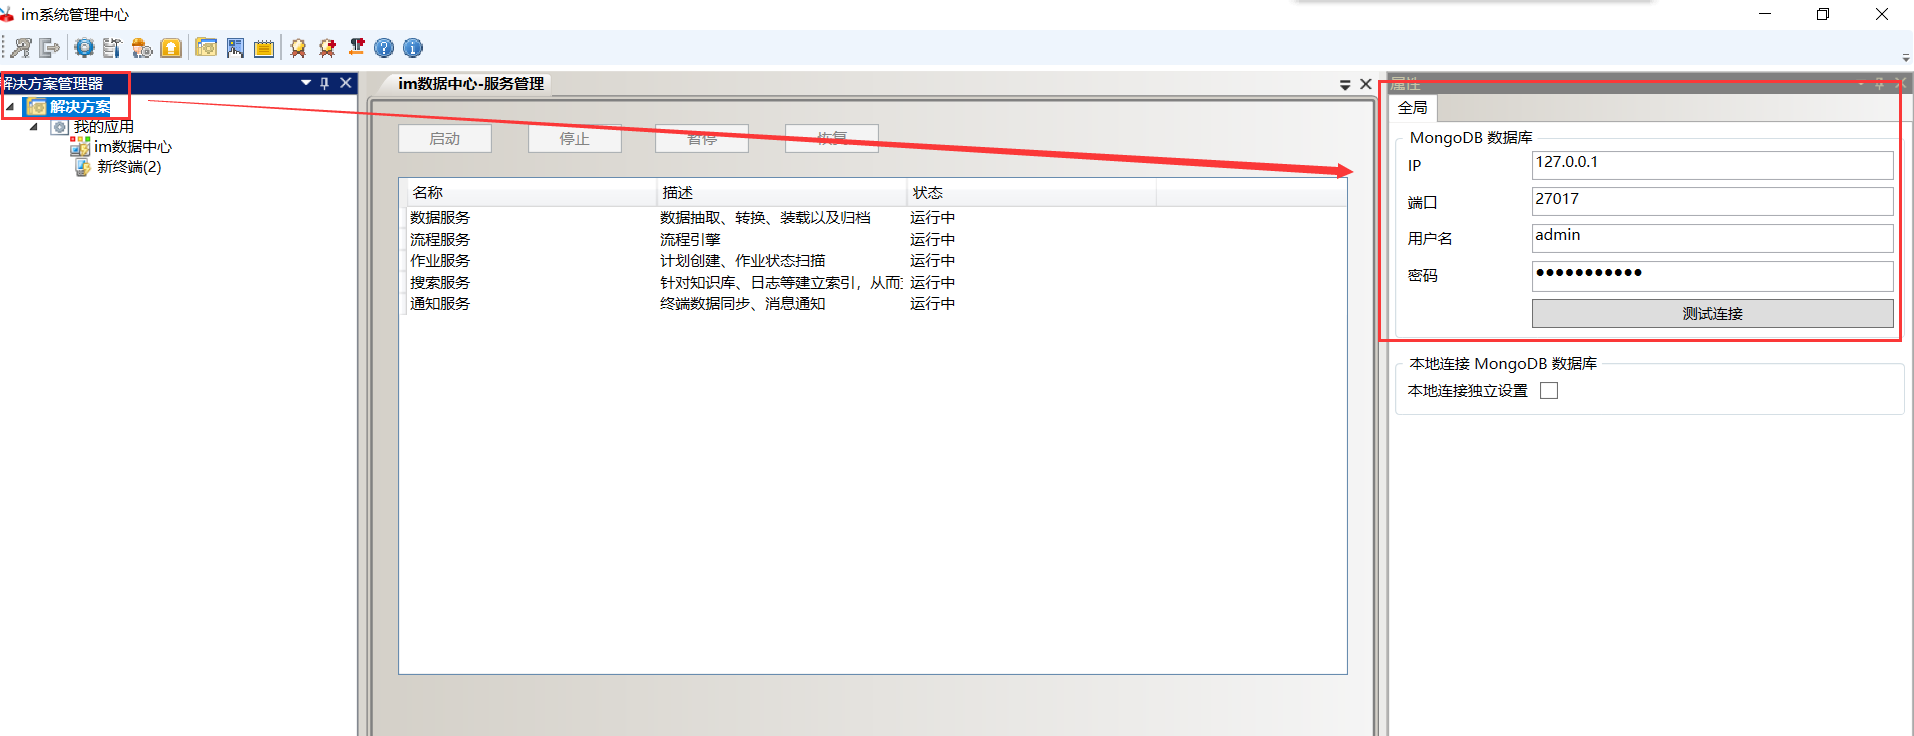 im系统管理中心
解决方案管理器
解决方案
我的应用
im数据中心
新终端(2)
im数据中心-服务管理
启动
停止
暂停
恢复
名称 描述 状态
数据服务 数据抽取、转换、装载以及归档 运行中
流程服务 流程引擎 运行中
作业服务 计划创建、作业状态扫描 运行中
搜索服务 针对知识库、日志等建立索引，从而 运行中
通知服务 终端数据同步、消息通知 运行中
属性
全局
MongoDB 数据库
IP 127.0.0.1
端口 27017
用户名 admin
密码 ●●●●●●●●●●●
测试连接
本地连接 MongoDB 数据库
本地连接独立设置